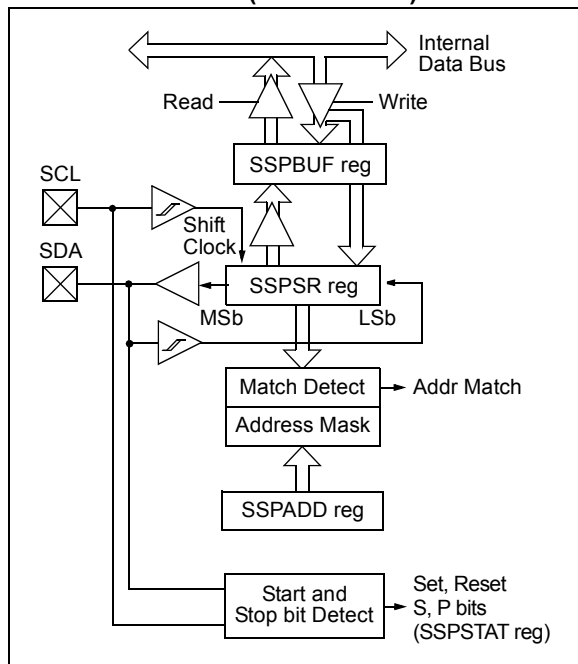 Internal
Data Bus
Read
Write
SSPBUF reg
SCL
Shift
Clock
SDA
SSPSR reg
MSb
LSb
Match Detect
Addr Match
Address Mask
SSPADD reg
Start and
Stop bit Detect
Set, Reset
S, P bits
(SSPSTAT reg)